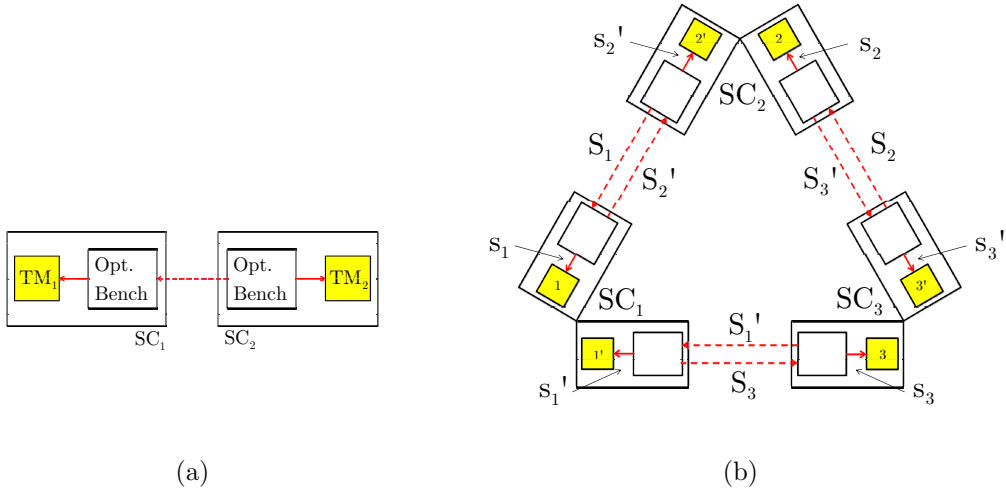 TM₁
Opt.
Bench
Opt.
Bench
TM₂
SC₁
SC₂
(a)
2'
2
s₂'
s₂
SC₂
S₁
S₂'
S₂
S₃'
s₁
s₃'
1
3'
SC₁
SC₃
S₁'
1'
3
S₃
s₁'
s₃
(b)